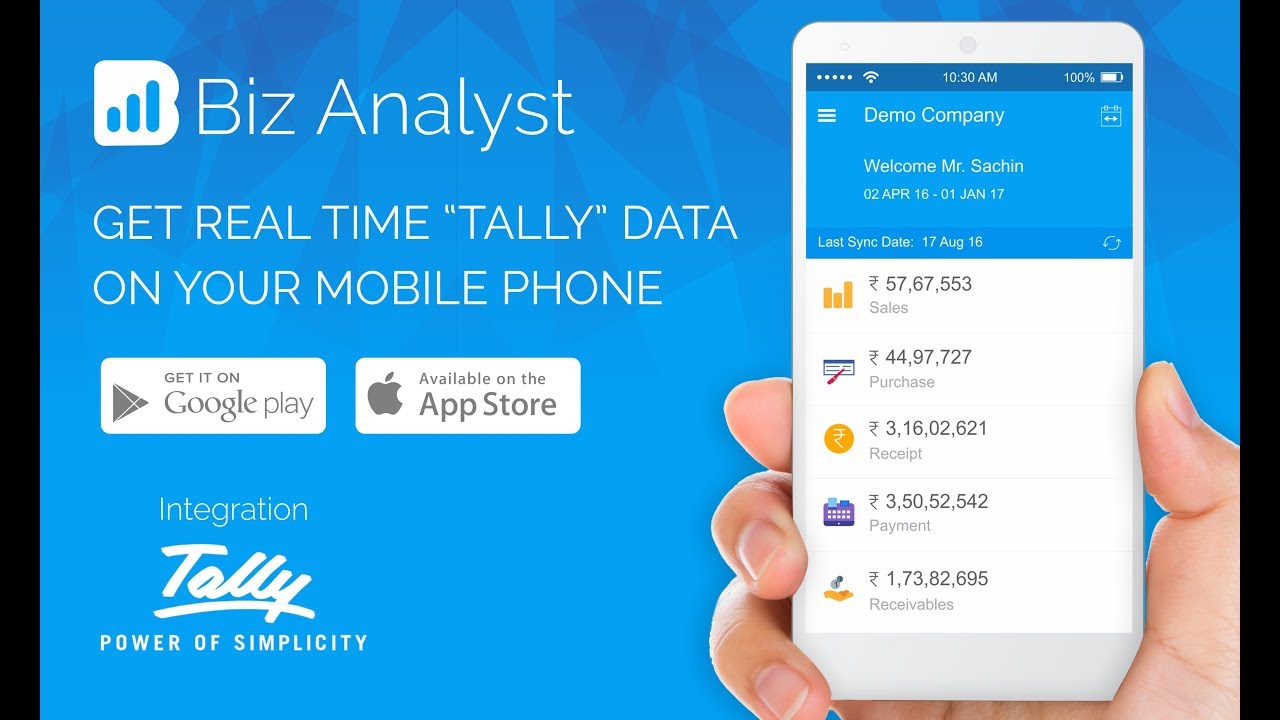 Biz Analyst
GET REAL TIME “TALLY” DATA
ON YOUR MOBILE PHONE
GET IT ON
Google play
Available on the
App Store
Integration
Tally
POWER OF SIMPLICITY
10:30 AM
100%
Demo Company
Welcome Mr. Sachin
02 APR 16 - 01 JAN 17
Last Sync Date: 17 Aug 16
₹ 57,67,553
Sales
₹ 44,97,727
Purchase
₹ 3,16,02,621
Receipt
₹ 3,50,52,542
Payment
₹ 1,73,82,695
Receivables